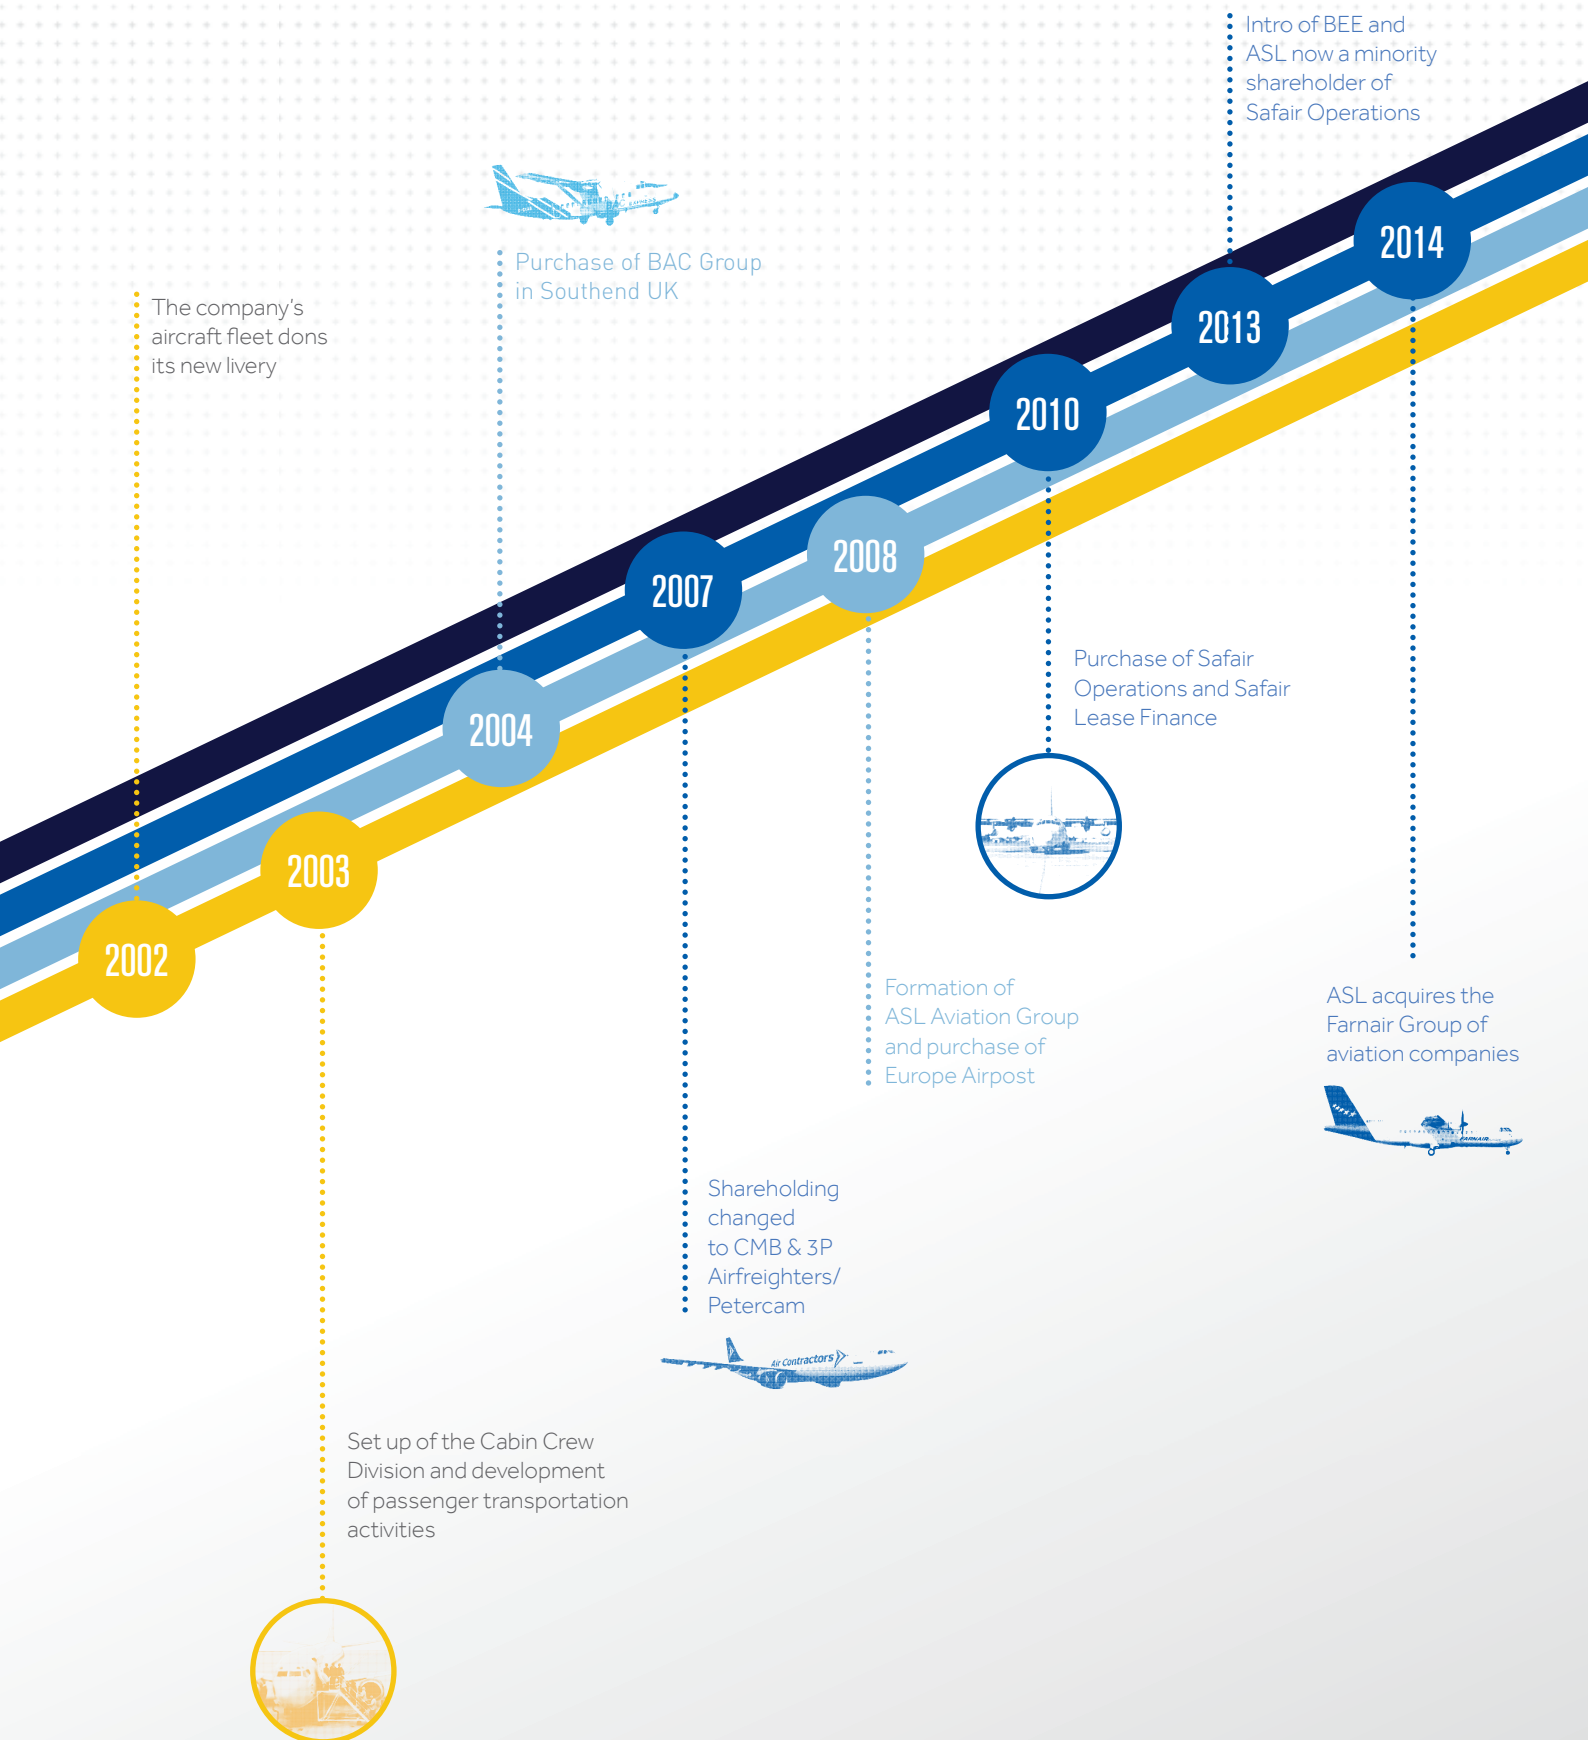 Intro of BEE and
ASL now a minority
shareholder of
Safair Operations
2014
Purchase of BAC Group
in Southend UK
2013
The company's
aircraft fleet dons
its new livery
2010
2008
2007
Purchase of Safair
Operations and Safair
Lease Finance
2004
2003
2002
Formation of
ASL Aviation Group
and purchase of
Europe Airpost
ASL acquires the
Farnair Group of
aviation companies
FARNAIR
Shareholding
changed
to CMB & 3P
Airfreighters/
Petercam
Air Contractors
Set up of the Cabin Crew
Division and development
of passenger transportation
activities